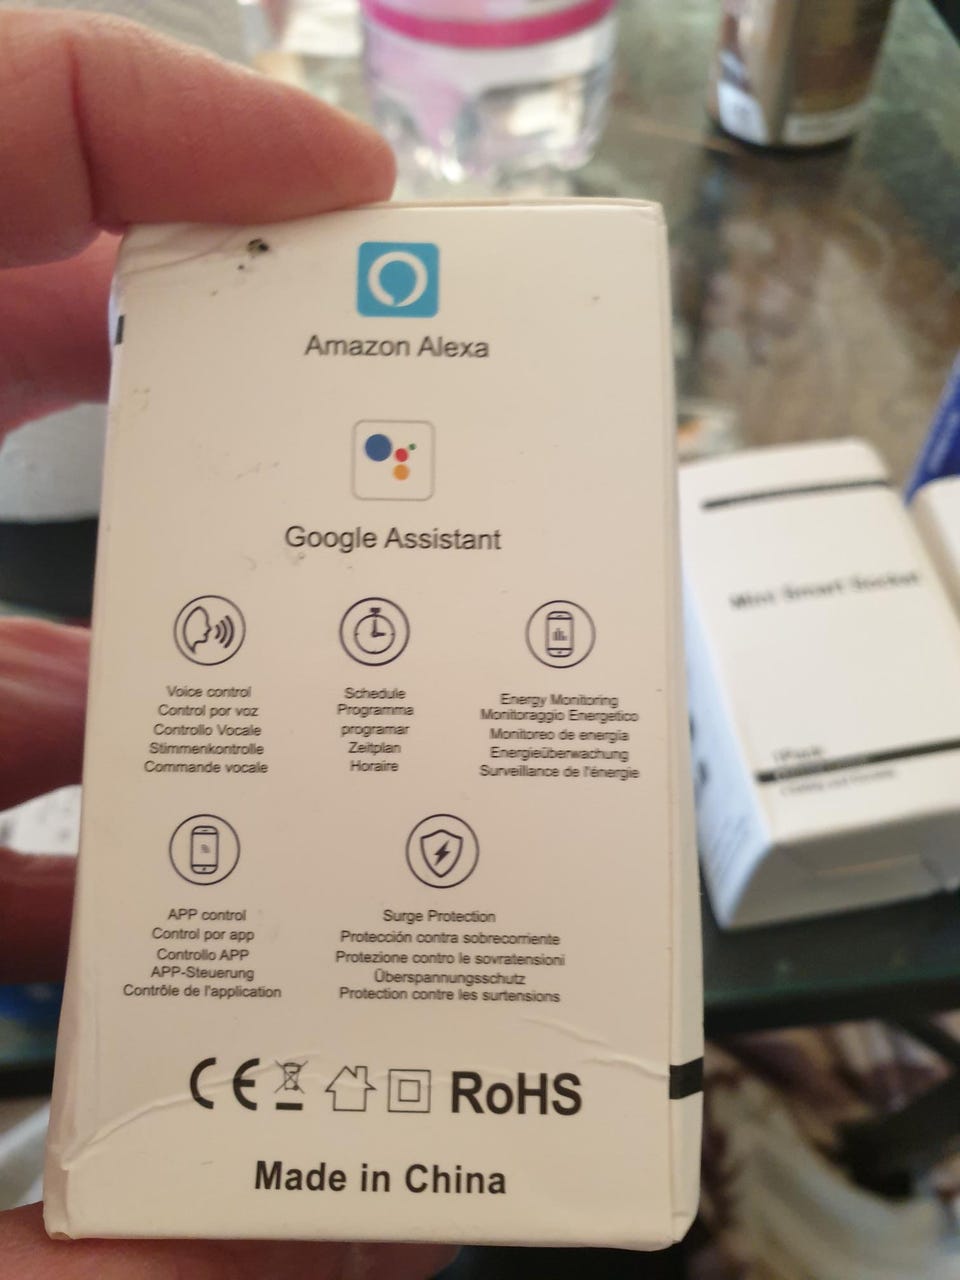 Amazon Alexa
Google Assistant
Voice control
Control por voz
Controllo Vocale
Stimmenkontrolle
Commande vocale
Schedule
Programma
programar
Zeitplan
Horaire
Energy Monitoring
Monitoraggio Energetico
Monitoreo de energia
Energieüberwachung
Surveillance de l'énergie
APP control
Control por app
Controllo APP
APP-Steuerung
Contrôle de l'application
Surge Protection
Protección contra sobrecorriente
Protezione contro le sovratensioni
Überspannungsschutz
Protection contre les surtensions
CE RoHS
Made in China
Mini Smart Socket
1Pack